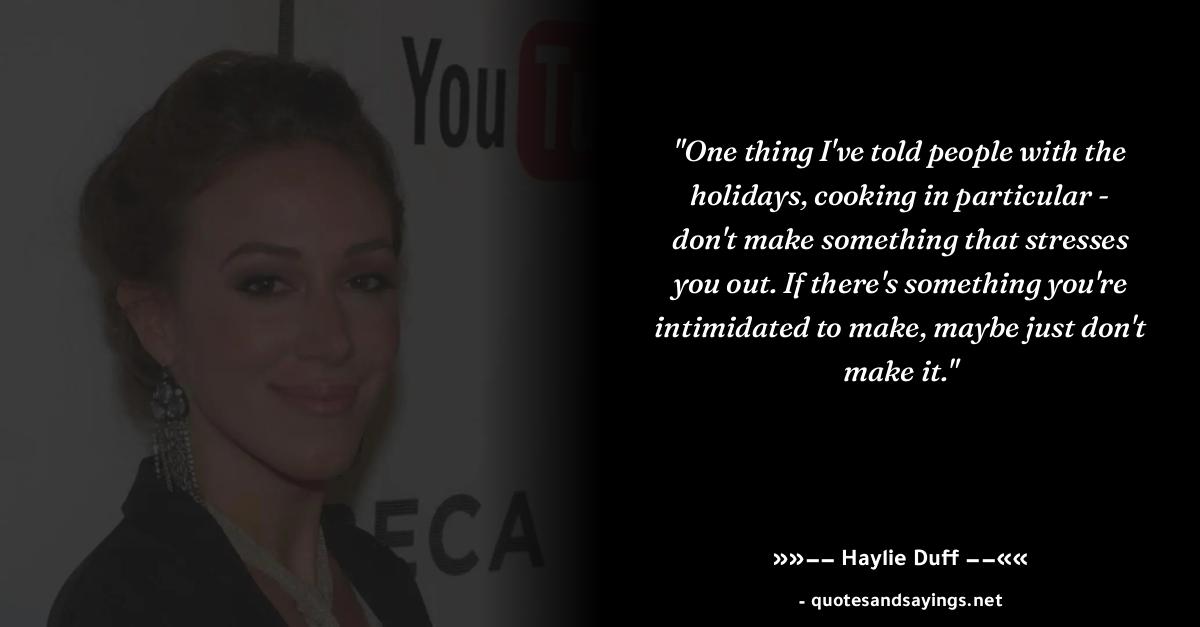 You Tu
ECA
"One thing I've told people with the
holidays, cooking in particular -
don't make something that stresses
you out. If there's something you're
intimidated to make, maybe just don't
make it."
»»–– Haylie Duff ––««
- quotesandsayings.net